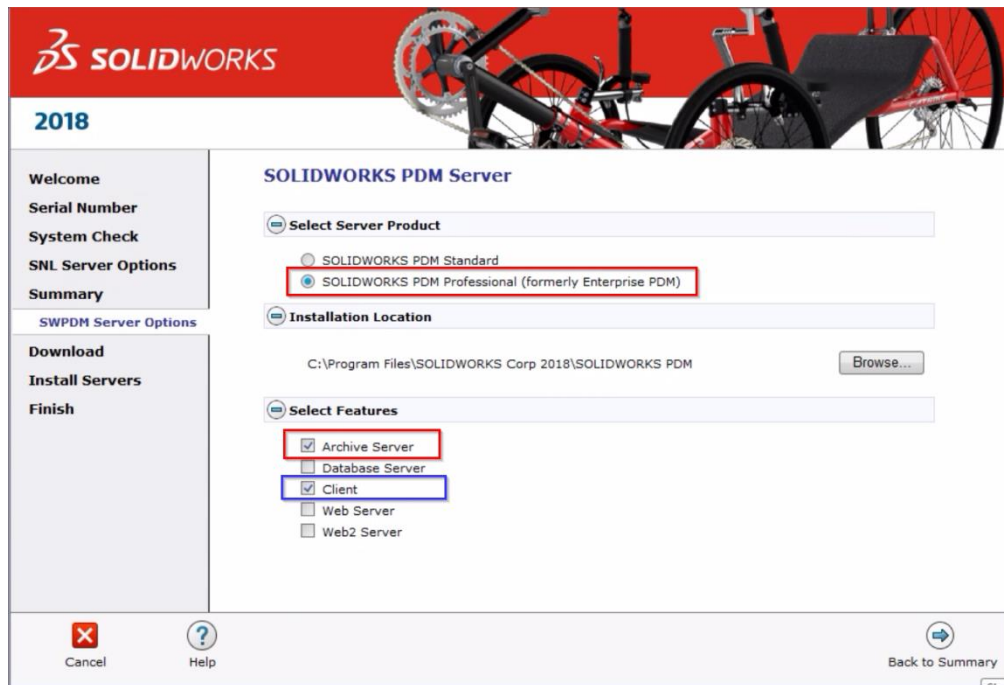 SOLIDWORKS
2018
Welcome
Serial Number
System Check
SNL Server Options
Summary
SWPDM Server Options
Download
Install Servers
Finish
SOLIDWORKS PDM Server
Select Server Product
SOLIDWORKS PDM Standard
SOLIDWORKS PDM Professional (formerly Enterprise PDM)
Installation Location
C:\Program Files\SOLIDWORKS Corp 2018\SOLIDWORKS PDM
Browse...
Select Features
Archive Server
Database Server
Client
Web Server
Web2 Server
Cancel
Help
Back to Summary